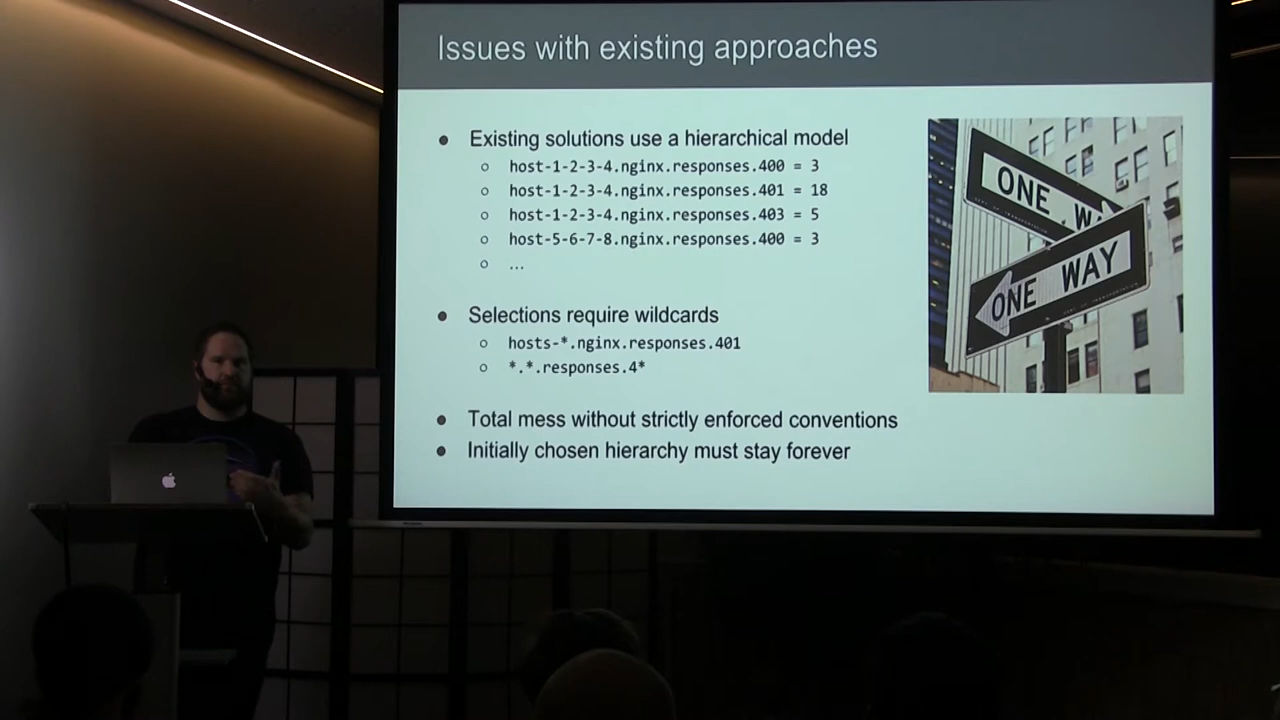 Issues with existing approaches
● Existing solutions use a hierarchical model
○ host-1-2-3-4.nginx.responses.400 = 3
○ host-1-2-3-4.nginx.responses.401 = 18
○ host-1-2-3-4.nginx.responses.403 = 5
○ host-5-6-7-8.nginx.responses.400 = 3
○ ...
● Selections require wildcards
○ hosts-*.nginx.responses.401
○ *.*.responses.4*
● Total mess without strictly enforced conventions
● Initially chosen hierarchy must stay forever
ONE
ONE WAY